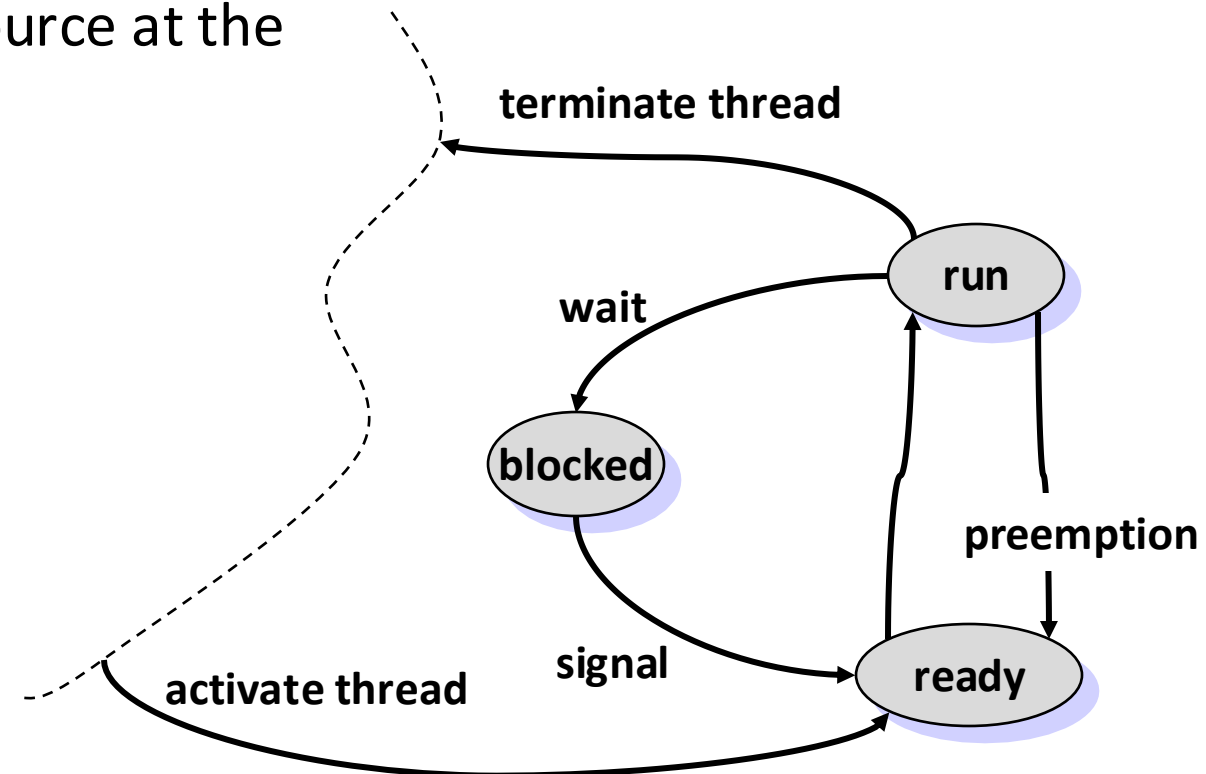 urce at the
terminate thread
run
wait
blocked
preemption
signal
ready
activate thread